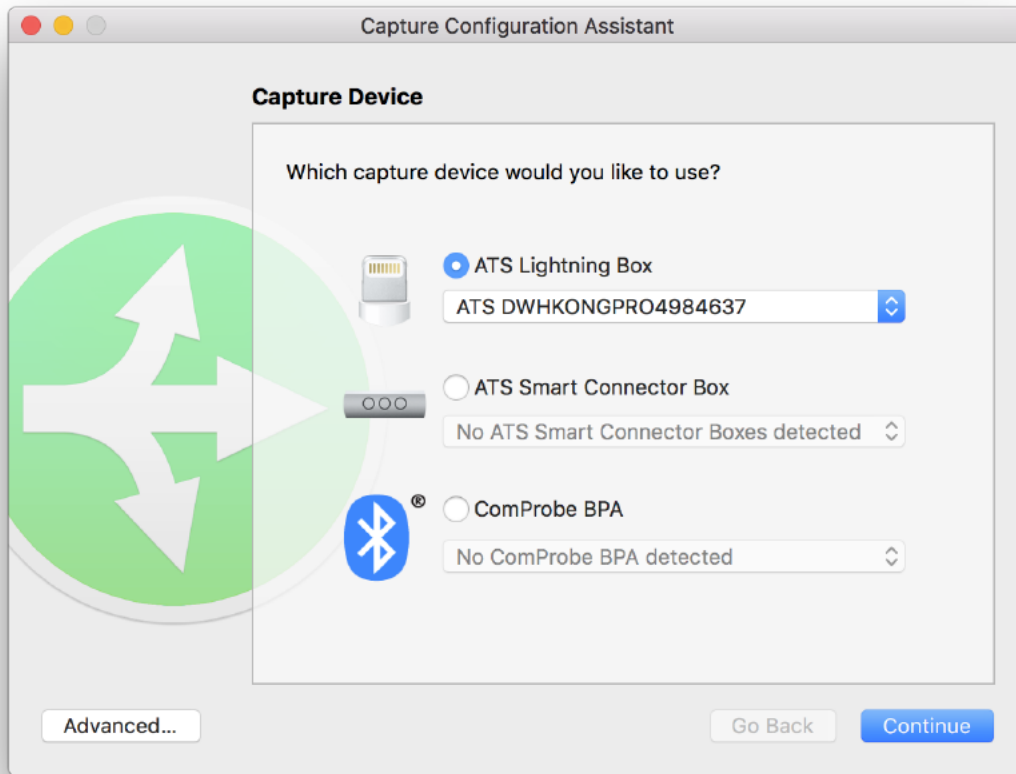 Capture Configuration Assistant
Capture Device
Which capture device would you like to use?
ATS Lightning Box
ATS DWHKONGPRO4984637
ATS Smart Connector Box
No ATS Smart Connector Boxes detected
®
ComProbe BPA
No ComProbe BPA detected
Advanced...
Go Back
Continue